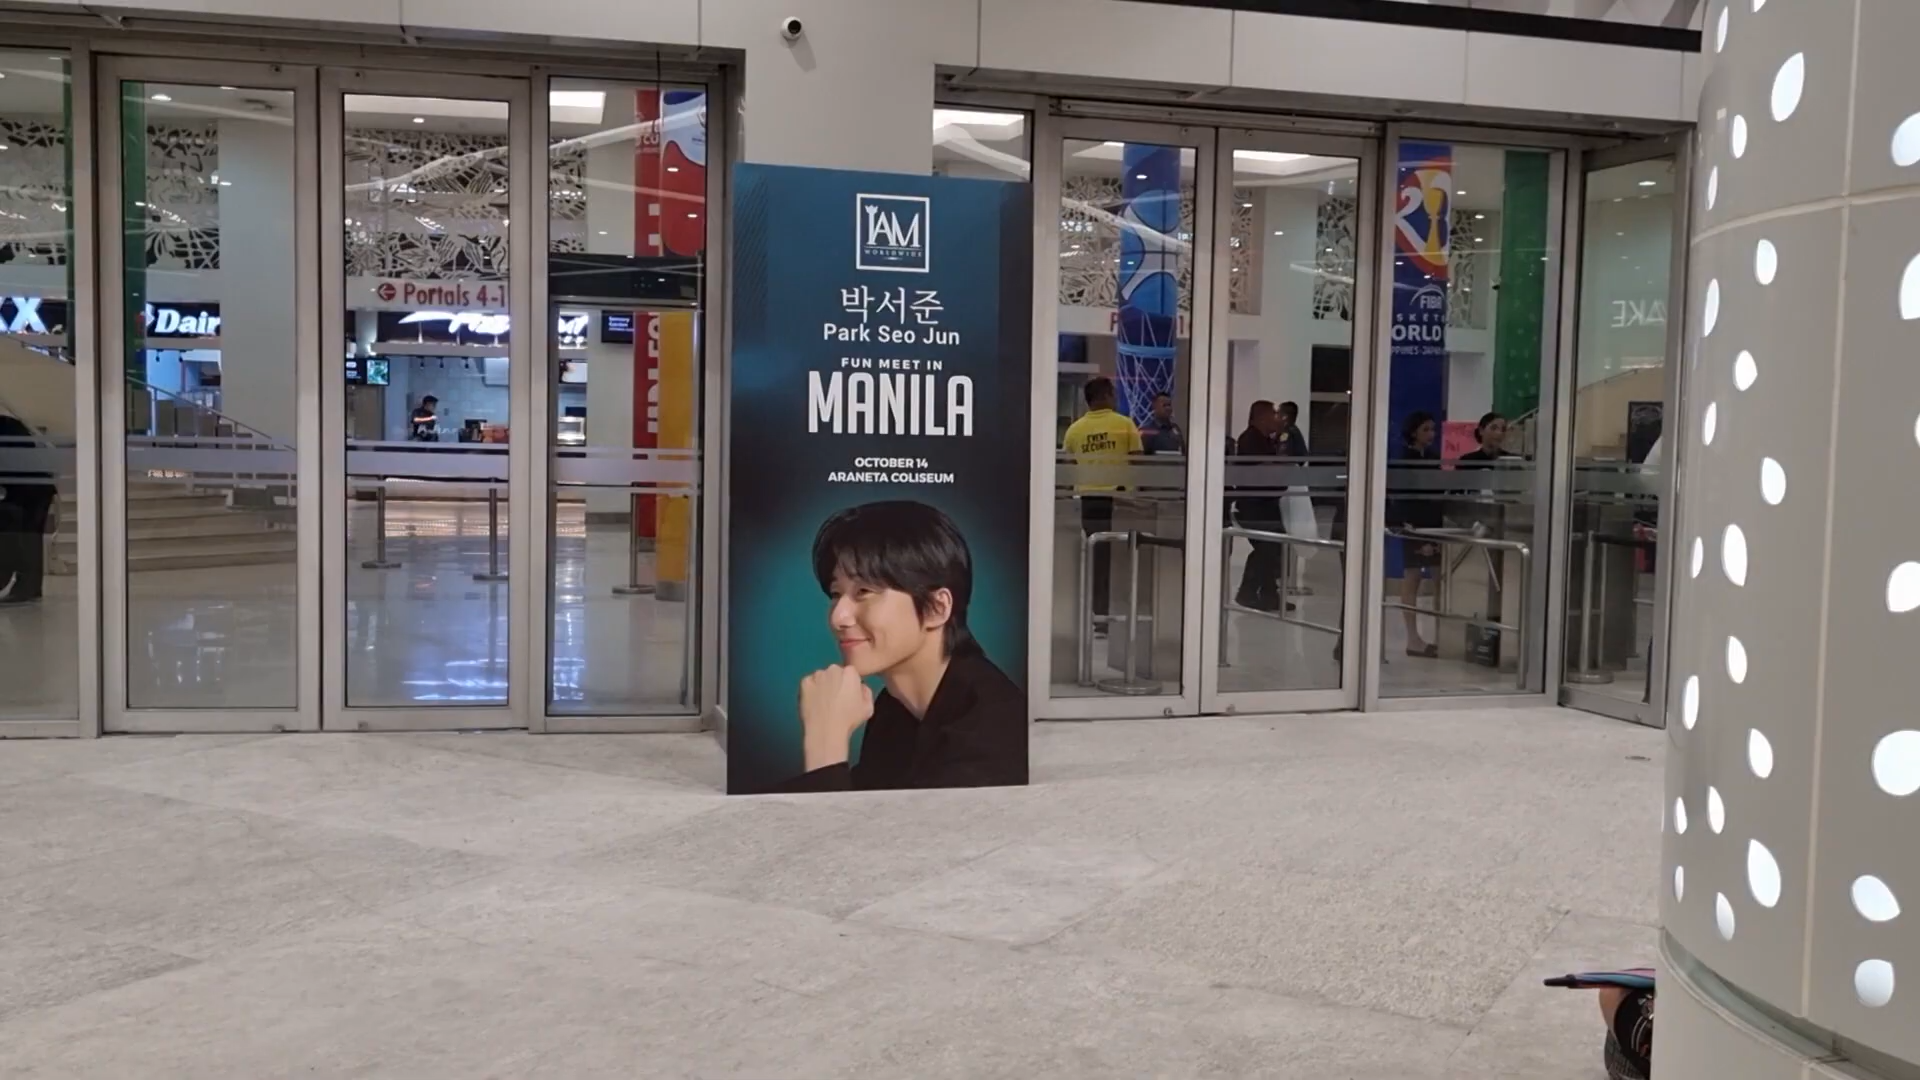 IAM
WORLDWIDE
박서준
Park Seo Jun
FUN MEET IN
MANILA
OCTOBER 14
ARANETA COLISEUM
Portals 4-1
Dair
EVENT
SECURITY
FIBA